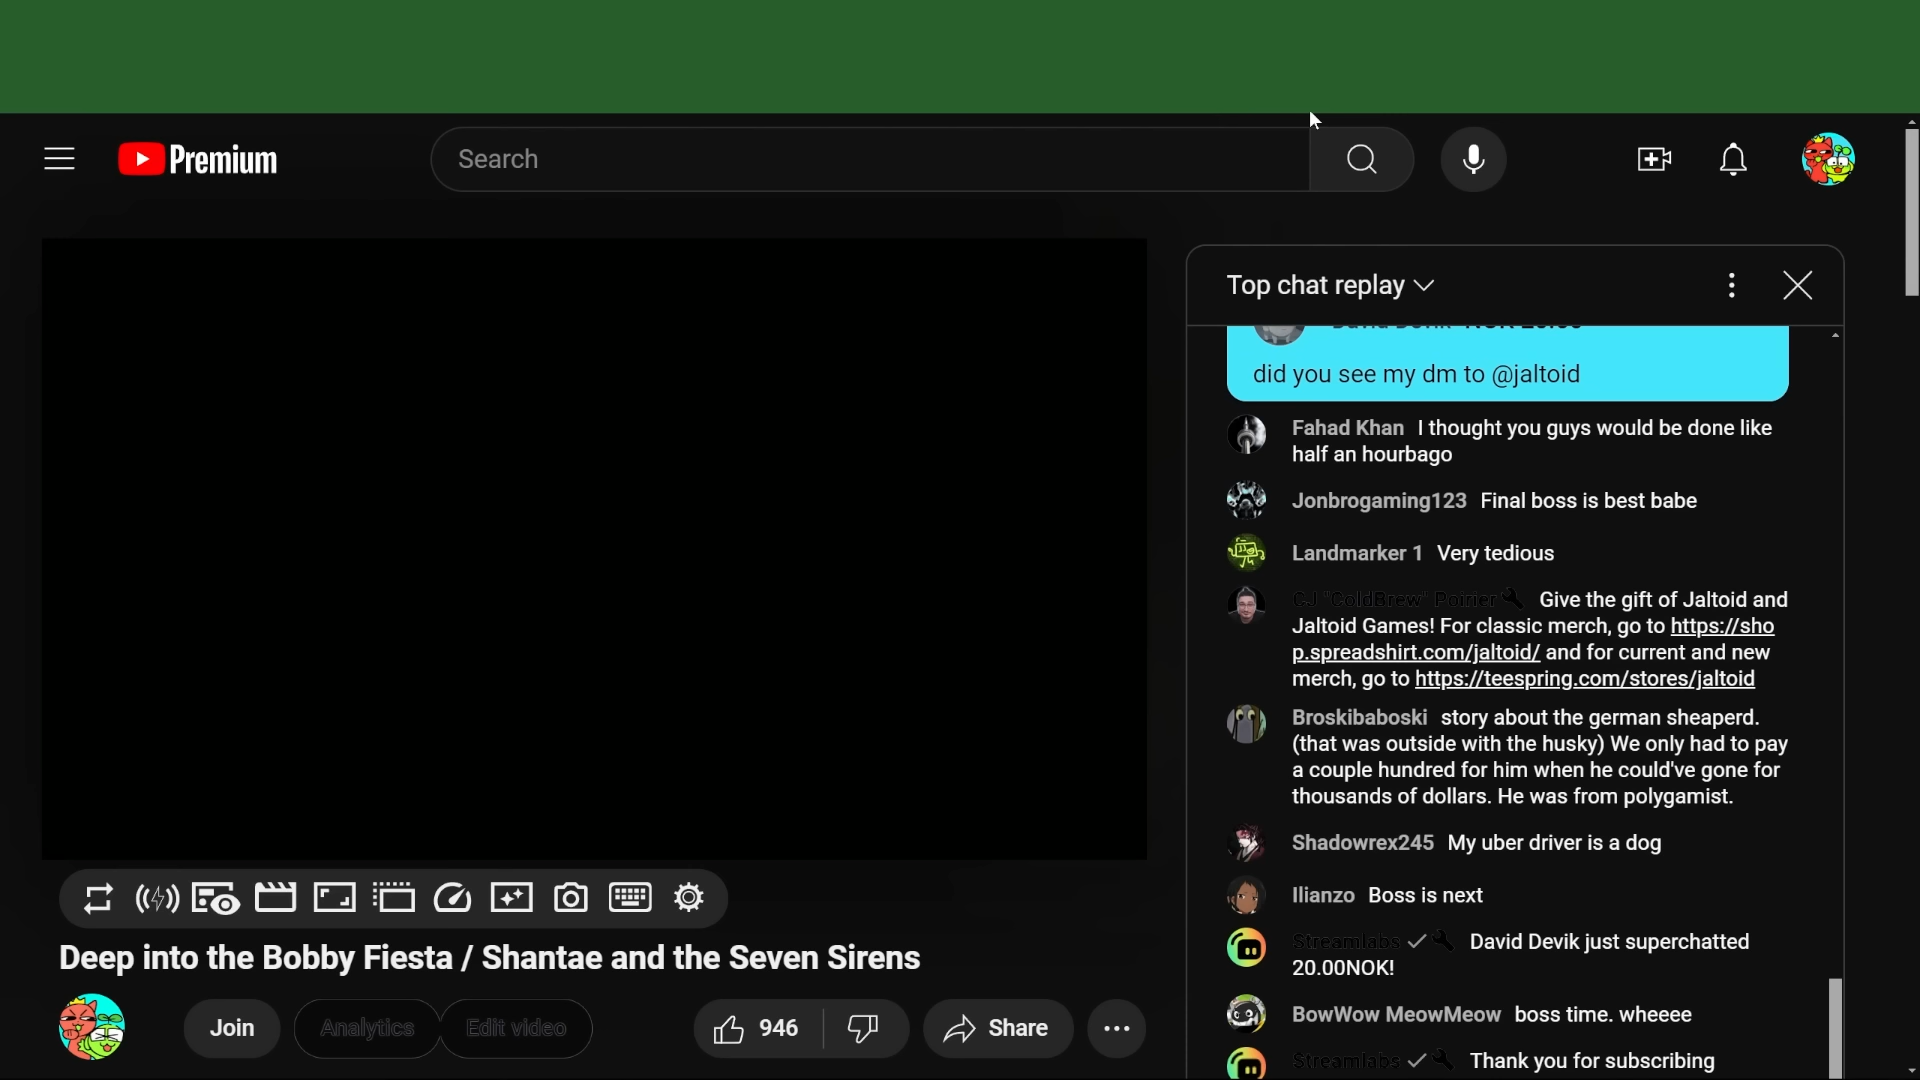 Premium
Search
Top chat replay
did you see my dm to @jaltoid
Fahad Khan I thought you guys would be done like
half an hourbago
Jonbrogaming123 Final boss is best babe
Landmarker 1 Very tedious
CJ "ColdBrew" Poirier Give the gift of Jaltoid and
Jaltoid Games! For classic merch, go to https://sho
p.spreadshirt.com/jaltoid/ and for current and new
merch, go to https://teespring.com/stores/jaltoid
Broskibaboski story about the german sheaperd.
(that was outside with the husky) We only had to pay
a couple hundred for him when he could've gone for
thousands of dollars. He was from polygamist.
Shadowrex245 My uber driver is a dog
Ilianzo Boss is next
Streamlabs David Devik just superchatted
20.00NOK!
BowWow MeowMeow boss time. wheeee
Streamlabs Thank you for subscribing
Deep into the Bobby Fiesta / Shantae and the Seven Sirens
Join
Analytics
Edit video
946
Share